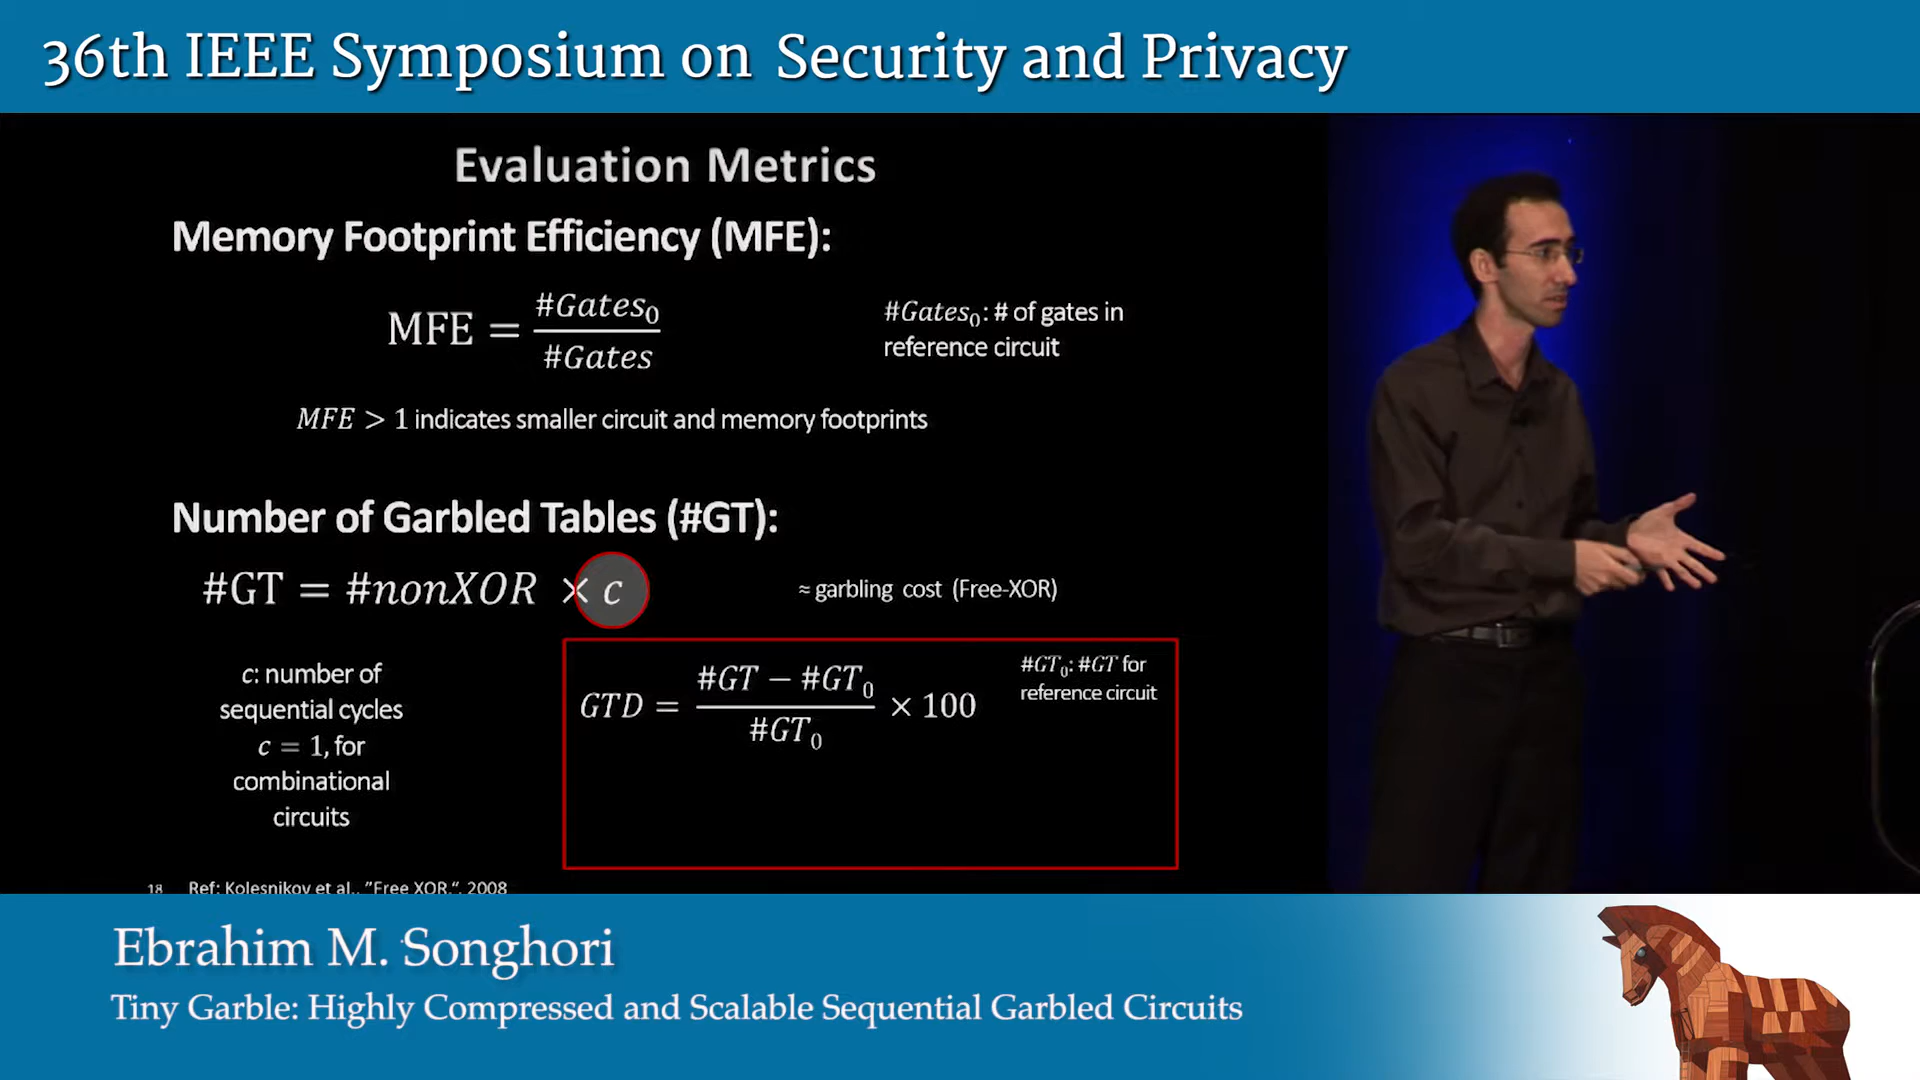 36th IEEE Symposium on Security and Privacy
Evaluation Metrics
Memory Footprint Efficiency (MFE):
MFE = #Gates₀ / #Gates
#Gates₀: # of gates in
reference circuit
MFE > 1 indicates smaller circuit and memory footprints
Number of Garbled Tables (#GT):
#GT = #nonXOR × c
≈ garbling cost (Free-XOR)
c: number of
sequential cycles
c = 1, for
combinational
circuits
GTD = (#GT − #GT₀) / #GT₀ × 100
#GT₀: #GT for
reference circuit
18 Ref: Kolesnikov et al., "Free XOR.", 2008
Ebrahim M. Songhori
Tiny Garble: Highly Compressed and Scalable Sequential Garbled Circuits